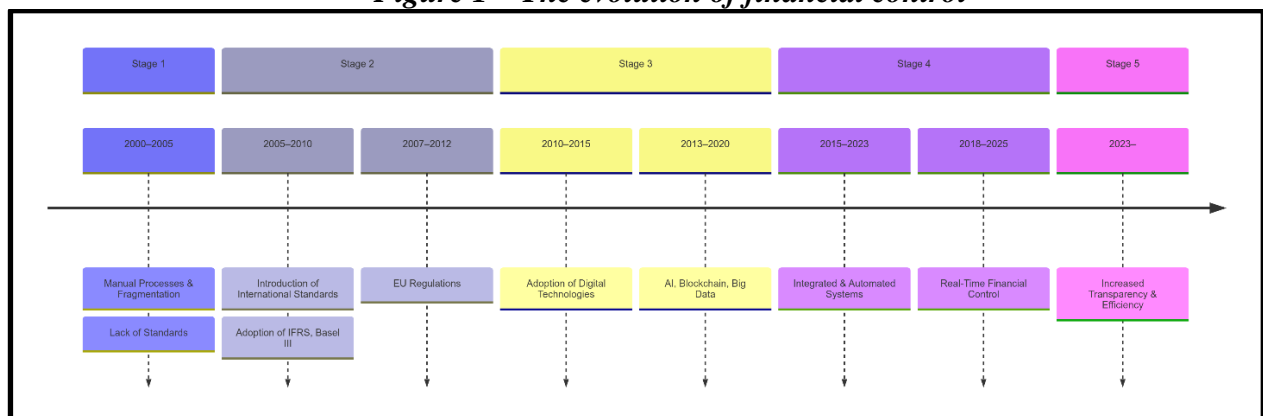 Figure 1 – The evolution of financial control
Stage 1
Stage 2
Stage 3
Stage 4
Stage 5
2000–2005
2005–2010
2007–2012
2010–2015
2013–2020
2015–2023
2018–2025
2023–
Manual Processes &
Fragmentation
Lack of Standards
Introduction of
International Standards
Adoption of IFRS, Basel
III
EU Regulations
Adoption of Digital
Technologies
AI, Blockchain, Big
Data
Integrated & Automated
Systems
Real-Time Financial
Control
Increased
Transparency &
Efficiency